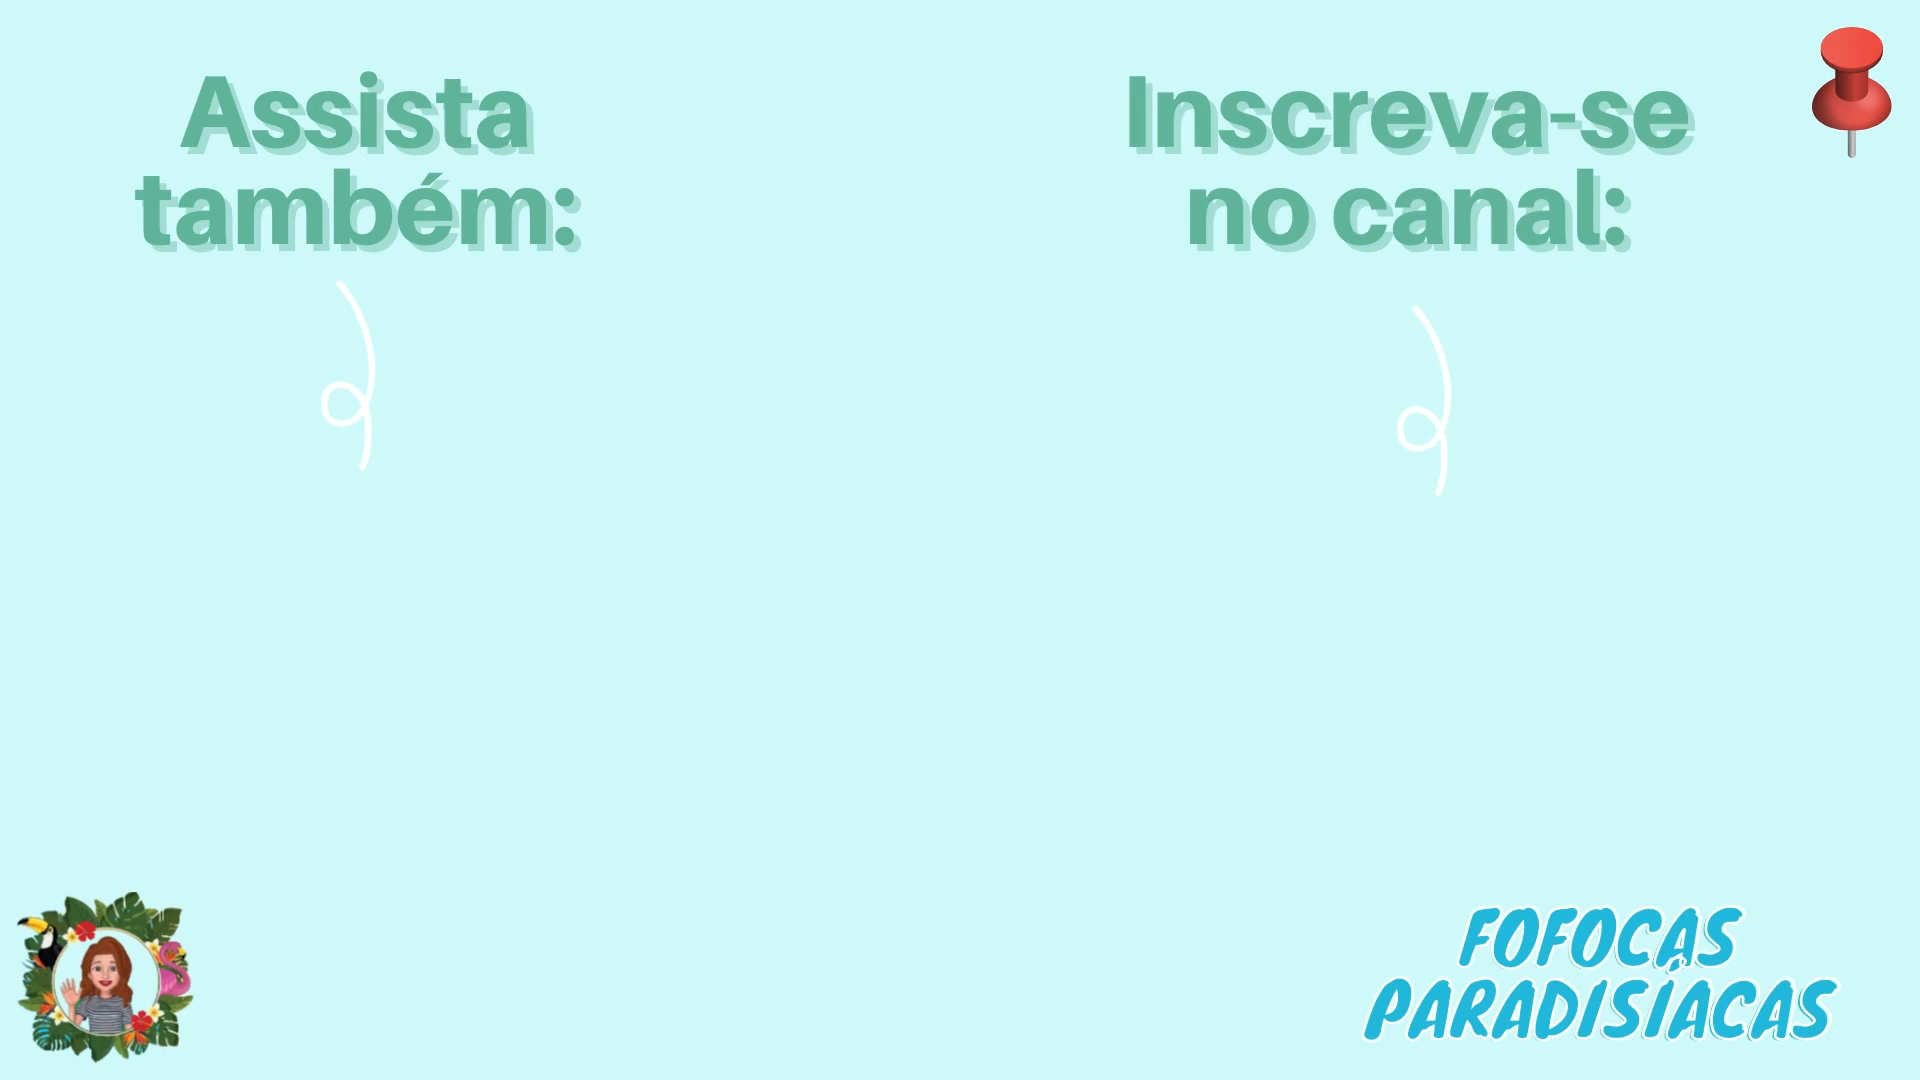 Assista
também:
Inscreva-se
no canal:
FOFOCAS
PARADISÍACAS